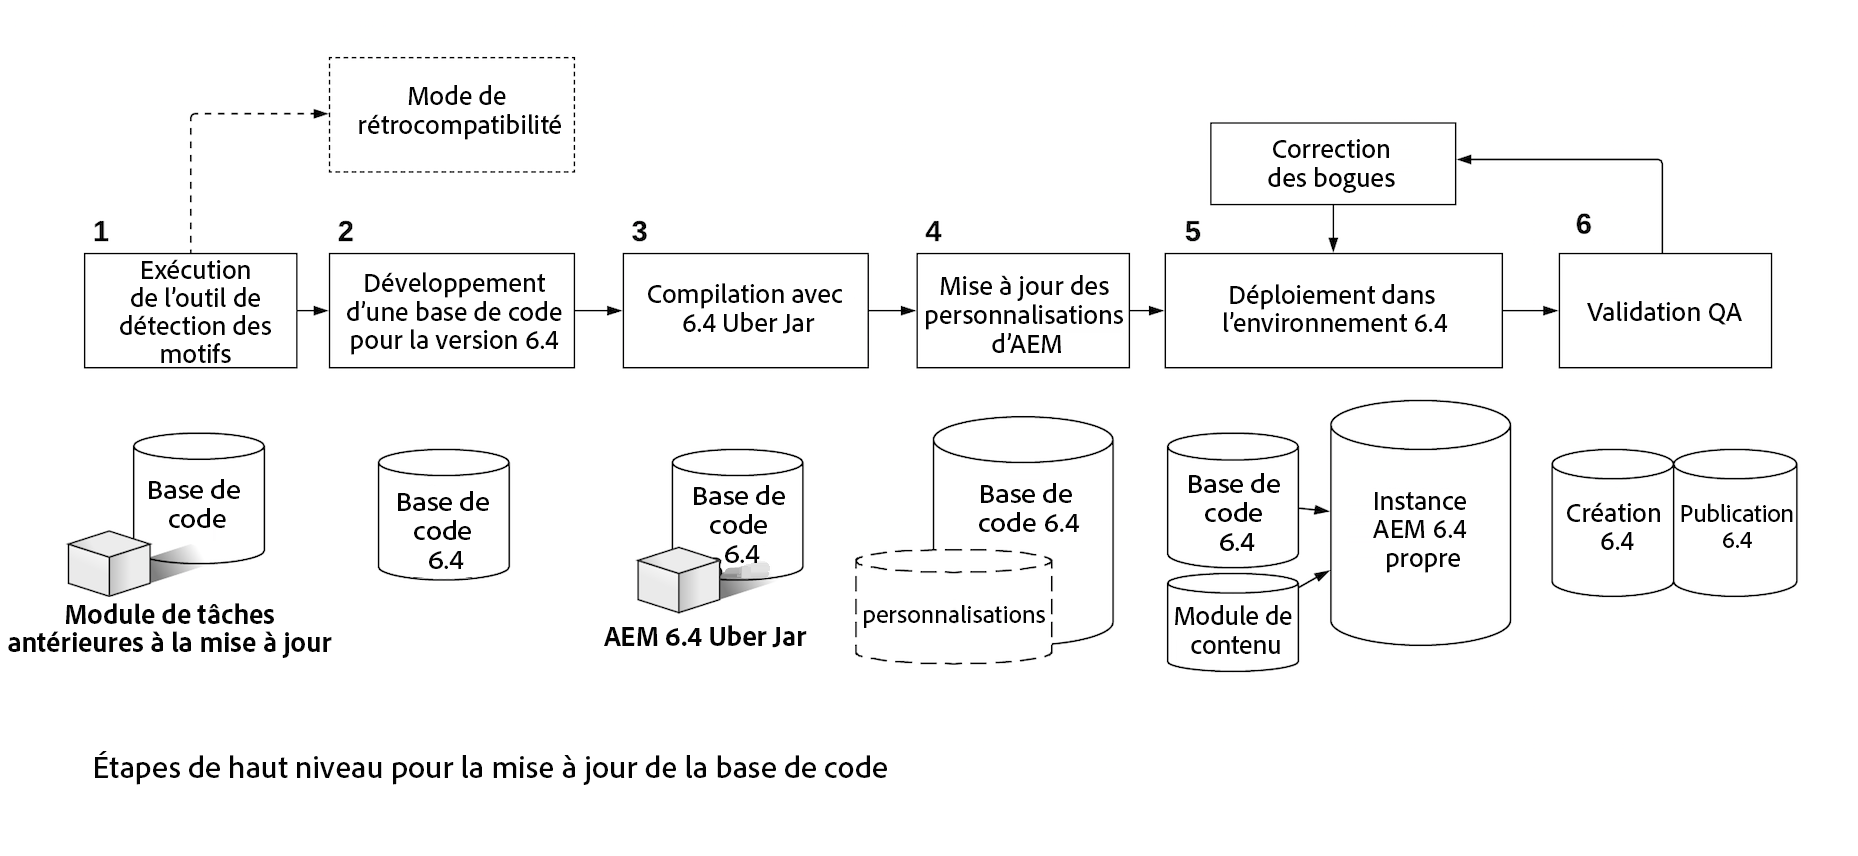 Mode de
rétrocompatibilité
Correction
des bogues
1
2
3
4
5
6
Exécution
de l’outil de
détection des
motifs
Développement
d’une base de code
pour la version 6.4
Compilation avec
6.4 Uber Jar
Mise à jour des
personnalisations
d’AEM
Déploiement dans
l’environnement 6.4
Validation QA
Base de
code
Module de tâches
antérieures à la mise à jour
Base de
code
6.4
Base de
code
6.4
AEM 6.4 Uber Jar
Base de
code 6.4
personnalisations
Base de
code
6.4
Module de
contenu
Instance
AEM 6.4
propre
Création
6.4
Publication
6.4
Étapes de haut niveau pour la mise à jour de la base de code